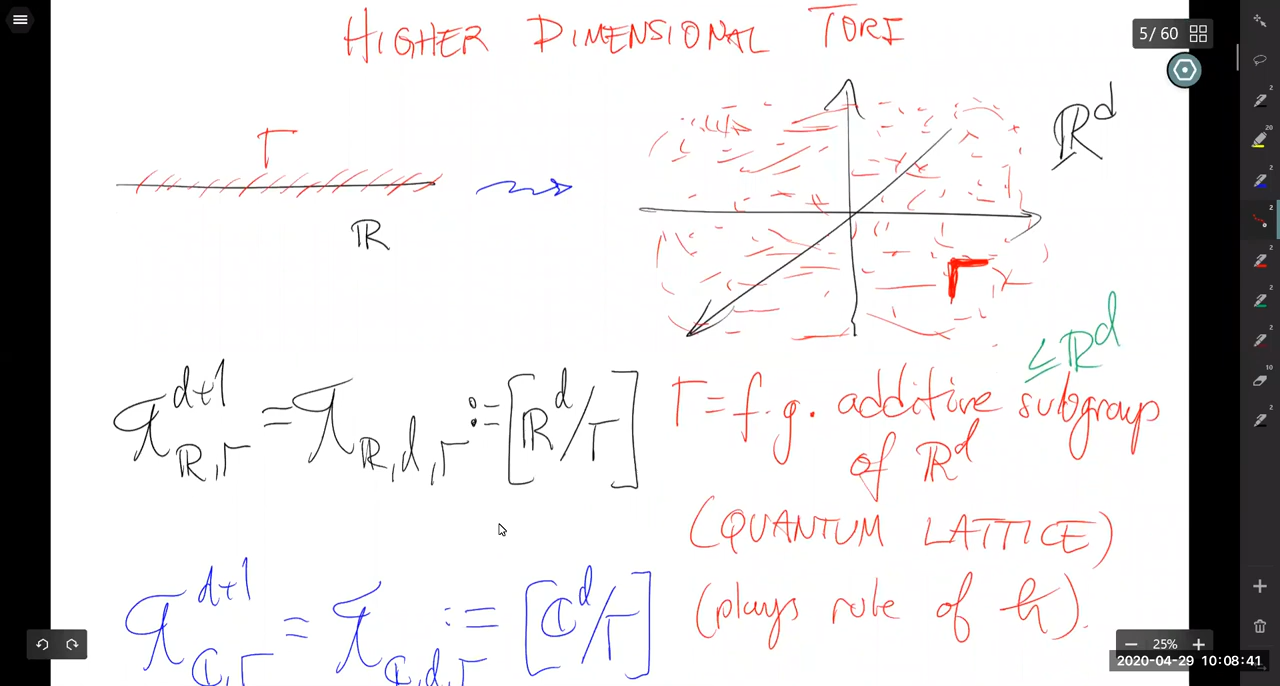 HIGHER DIMENSIONAL TORI
5 / 60
Γ
ℝ
ℝ^d
Γ
𝒯^{d+1}_{ℝ,Γ} = 𝒯_{ℝ,d,Γ} := [ℝ^d/Γ]
Γ = f.g. additive subgroup
≤ℝ^d
of ℝ^d
(QUANTUM LATTICE)
(plays role of ℏ).
𝒯^{d+1}_{ℂ,Γ} = 𝒯_{ℂ,d,Γ} := [ℂ^d/Γ]
25%
2020-04-29 10:08:41